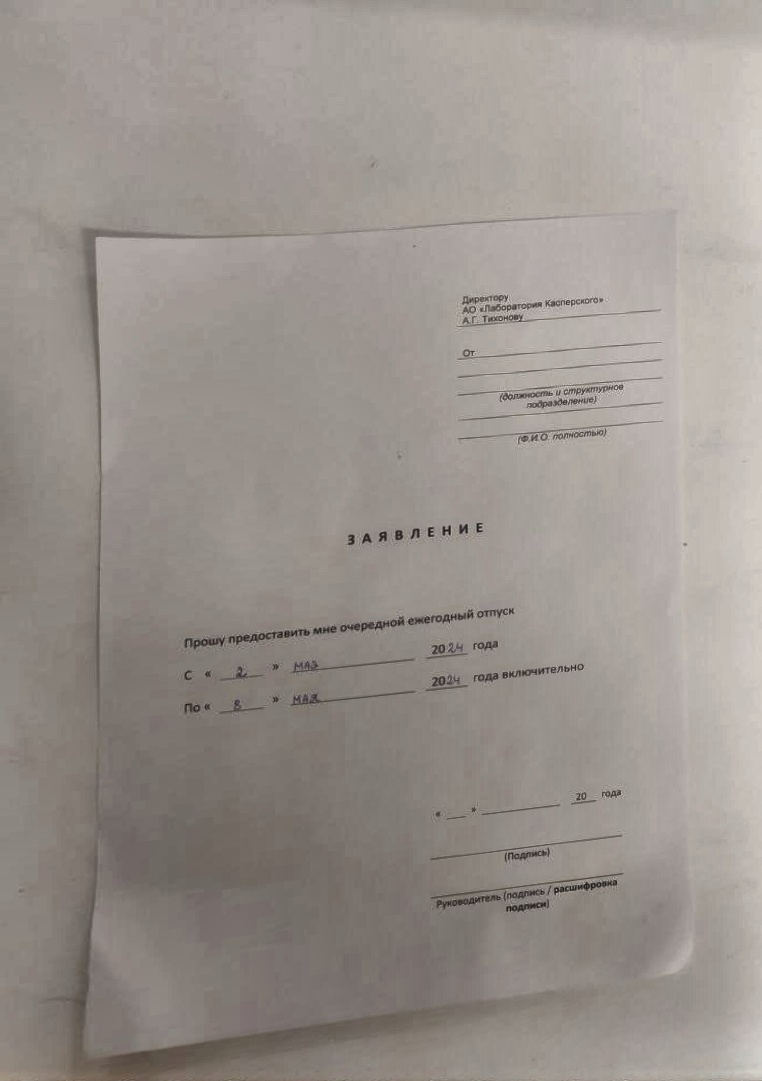 Директору
АО «Лаборатория Касперского»
А.Г. Тихонову
От
(должность и структурное
подразделение)
(Ф.И.О. полностью)
ЗАЯВЛЕНИЕ
Прошу предоставить мне очередной ежегодный отпуск
С « 2 » мая 2024 года
По « 8 » мая 2024 года включительно
« __ » ________ 20__ года
(Подпись)
Руководитель (подпись / расшифровка
подписи)